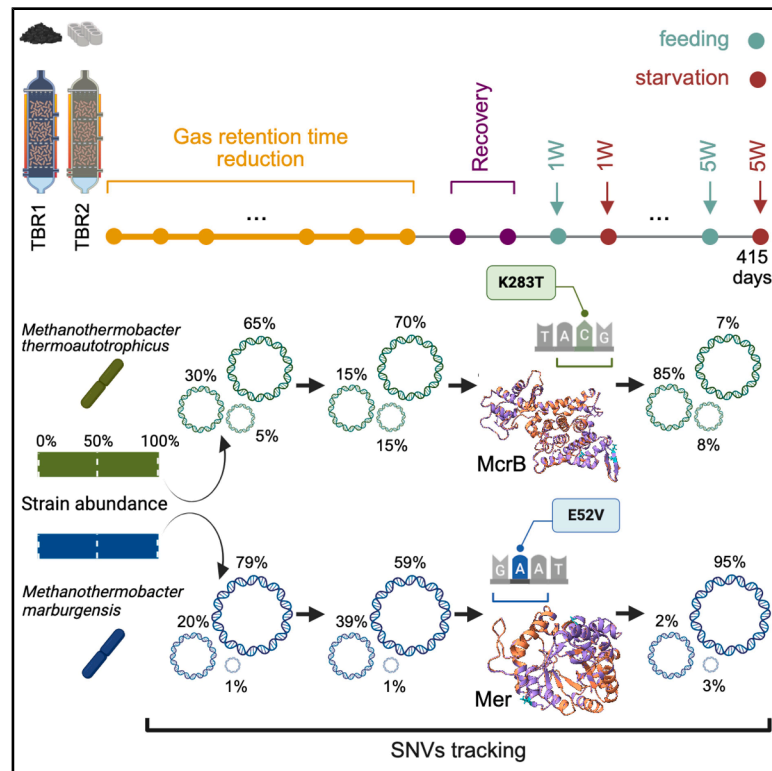 feeding
starvation
TBR1
TBR2
Gas retention time
reduction
Recovery
1W
1W
5W
5W
...
...
415
days
K283T
Methanothermobacter
thermoautotrophicus
65%
30%
5%
70%
15%
15%
T A C G
McrB
7%
85%
8%
0% 50% 100%
Strain abundance
E52V
Methanothermobacter
marburgensis
79%
20%
1%
59%
39%
1%
G A A T
Mer
95%
2%
3%
SNVs tracking